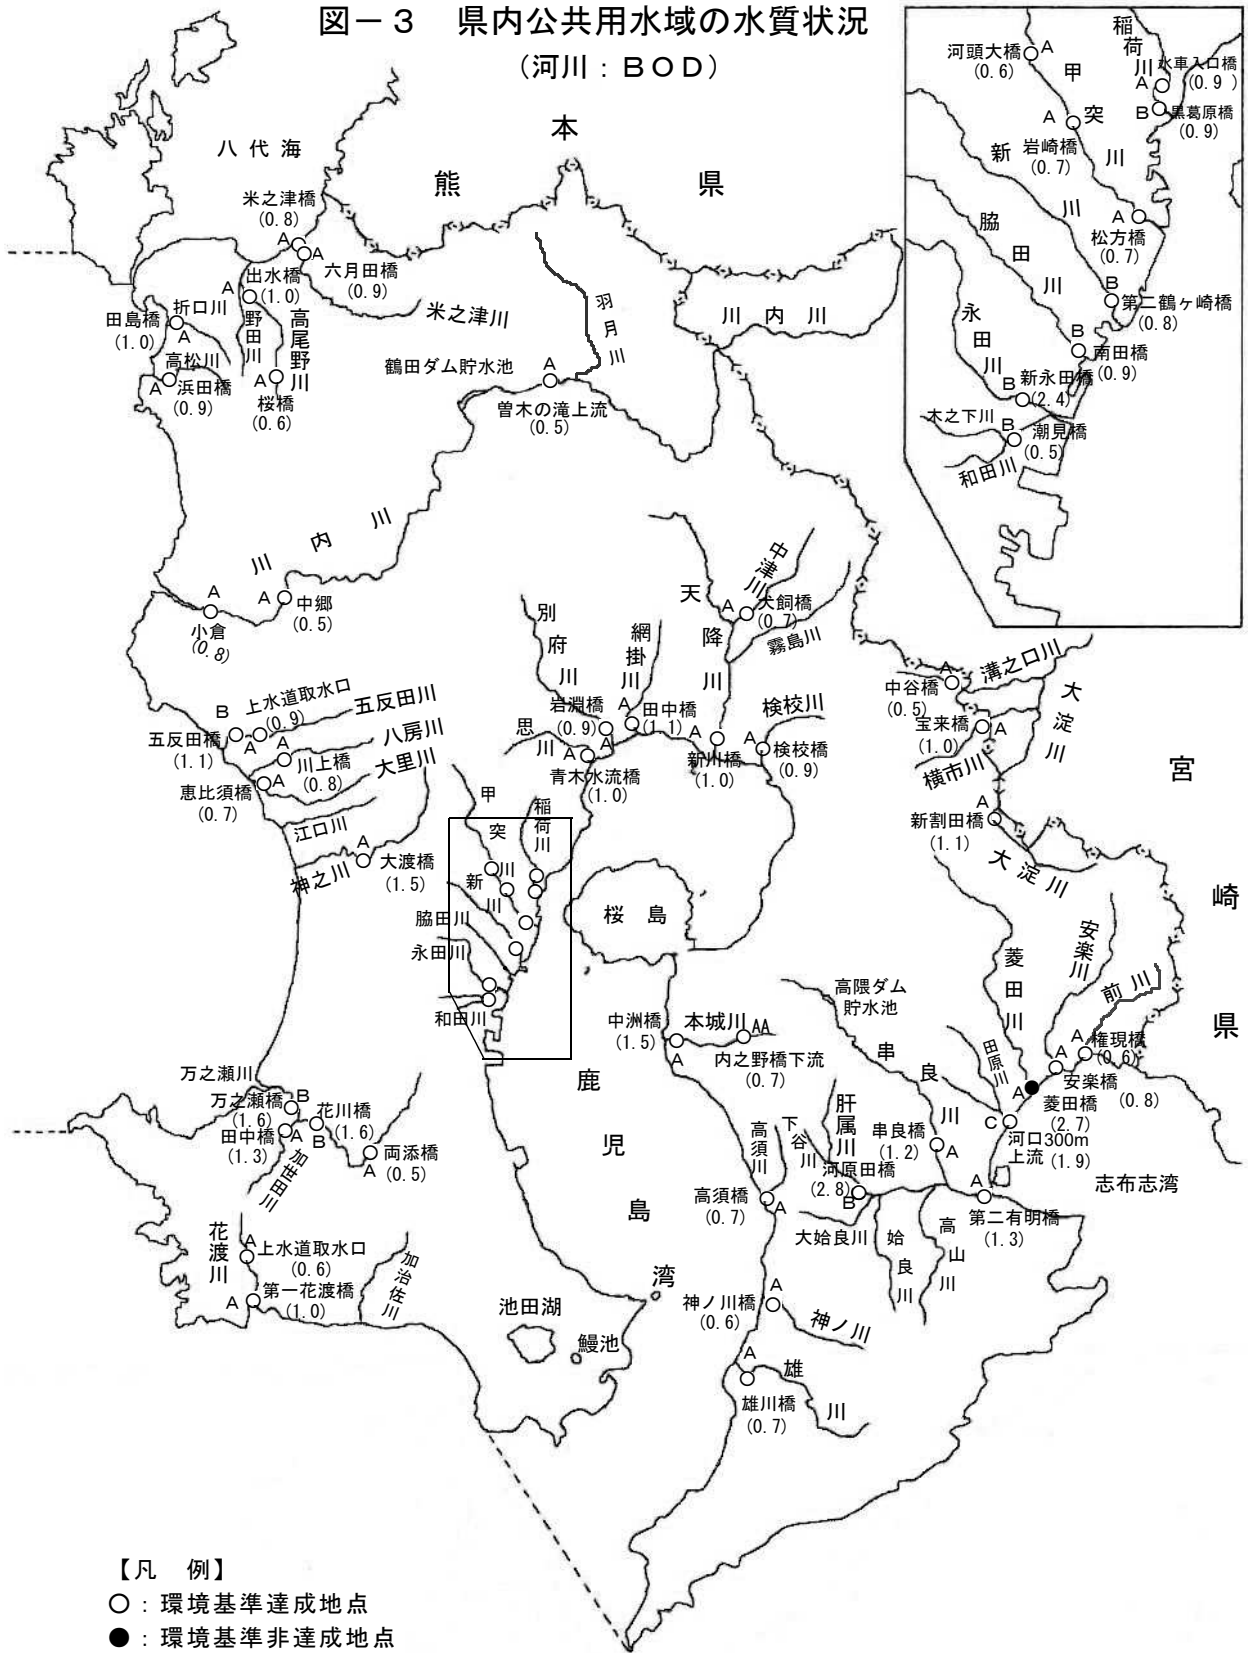 図－３　県内公共用水域の水質状況
（河川：ＢＯＤ）
八代海
熊
本
県
米之津橋
(0.8)
A
A
六月田橋
(0.9)
米之津川
出水橋
A
(1.0)
野田川
高尾野川
A
桜橋
(0.6)
折口川
田島橋
(1.0)
A
高松川
A
浜田橋
(0.9)
羽月川
川内川
鶴田ダム貯水池
A
曽木の滝上流
(0.5)
川内川
A
小倉
(0.8)
A
中郷
(0.5)
河頭大橋
(0.6)
A
甲突川
稲荷川
水車入口橋
A
(0.9 )
B
黒葛原橋
(0.9)
A
岩崎橋
(0.7)
新川
A
松方橋
(0.7)
脇田川
B
第二鶴ヶ崎橋
(0.8)
永田川
B
南田橋
(0.9)
B
新永田橋
(2.4)
木之下川
B
潮見橋
(0.5)
和田川
天降川
中津川
A
犬飼橋
(0.7)
霧島川
別府川
網掛川
岩淵橋
(0.9)
A
A
田中橋
(1.1)
思川
A
青木水流橋
(1.0)
A
新川橋
(1.0)
検校川
A
検校橋
(0.9)
上水道取水口
(0.9)
五反田川
B
五反田橋
(1.1)
A
八房川
A
川上橋
(0.8)
大里川
A
恵比須橋
(0.7)
江口川
A
神之川
大渡橋
(1.5)
甲突川
稲荷川
新川
脇田川
永田川
和田川
桜島
溝之口川
A
中谷橋
(0.5)
大淀川
宝来橋
(1.0)
A
横市川
A
新割田橋
(1.1)
大淀川
宮
崎
県
菱田川
安楽川
前川
A
権現橋
(0.6)
A
安楽橋
(0.8)
A
菱田橋
(2.7)
田原川
C
河口300m
上流
(1.9)
志布志湾
高隈ダム
貯水池
串良川
串良橋
(1.2)
A
A
第二有明橋
(1.3)
中洲橋
(1.5)
A
本城川
AA
内之野橋下流
(0.7)
高須川
下谷川
肝属川
河原田橋
(2.8)
B
高須橋
(0.7)
A
大姶良川
姶良川
高山川
A
神ノ川橋
(0.6)
神ノ川
A
雄川橋
(0.7)
雄川
鹿児島湾
万之瀬川
B
万之瀬橋
(1.6)
花川橋
(1.6)
B
田中橋
(1.3)
A
加世田川
両添橋
A
(0.5)
花渡川
A
上水道取水口
(0.6)
A
第一花渡橋
(1.0)
加治佐川
池田湖
鰻池
【凡　例】
○：環境基準達成地点
●：環境基準非達成地点